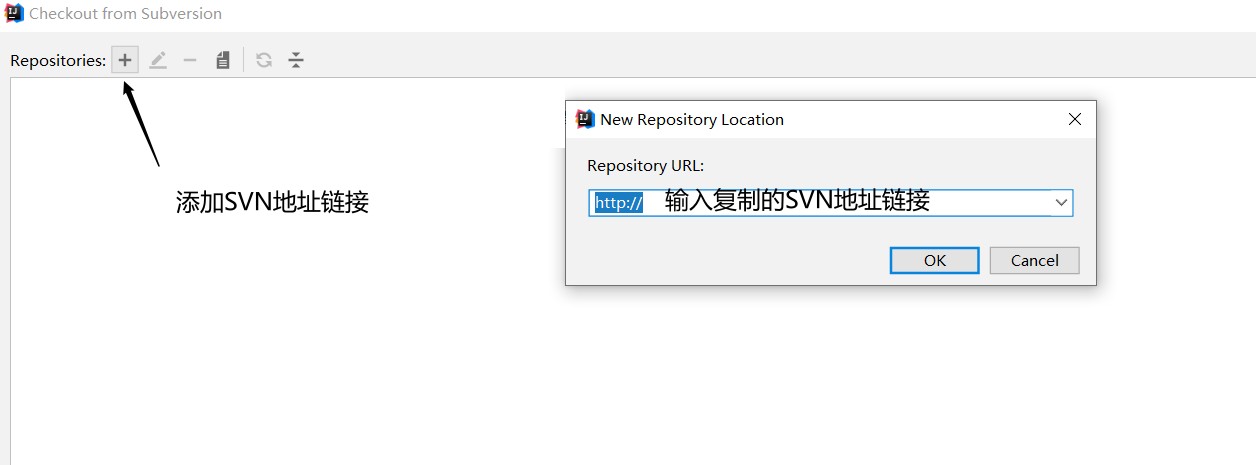 Checkout from Subversion
Repositories:
添加SVN地址链接
New Repository Location
Repository URL:
http:// 输入复制的SVN地址链接
OK Cancel